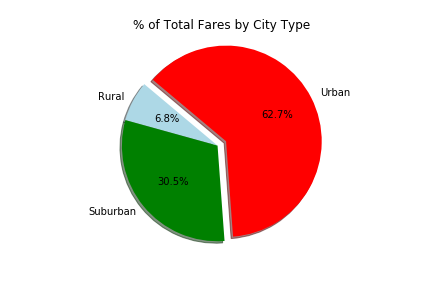 % of Total Fares by City Type
Urban
Rural
62.7%
6.8%
30.5%
Suburban